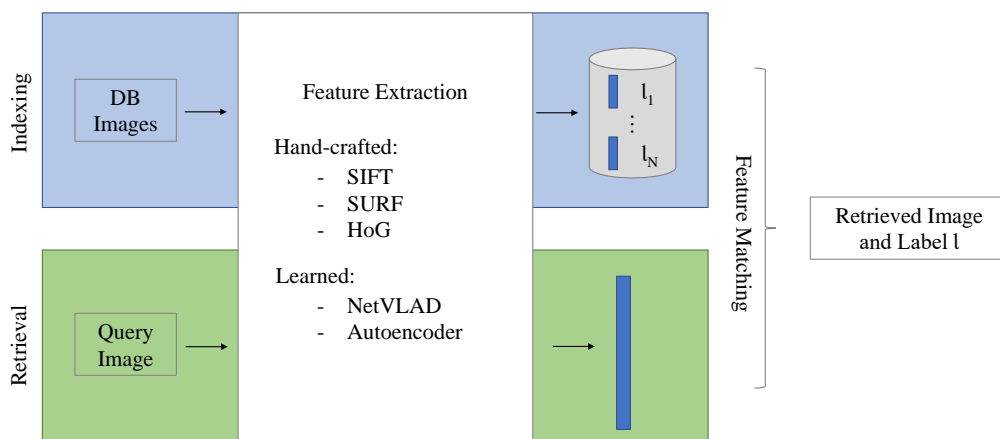 Indexing
DB
Images
Feature Extraction
Hand-crafted:
- SIFT
- SURF
- HoG
Learned:
- NetVLAD
- Autoencoder
l1
⋮
lN
Retrieval
Query
Image
Feature Matching
Retrieved Image
and Label l